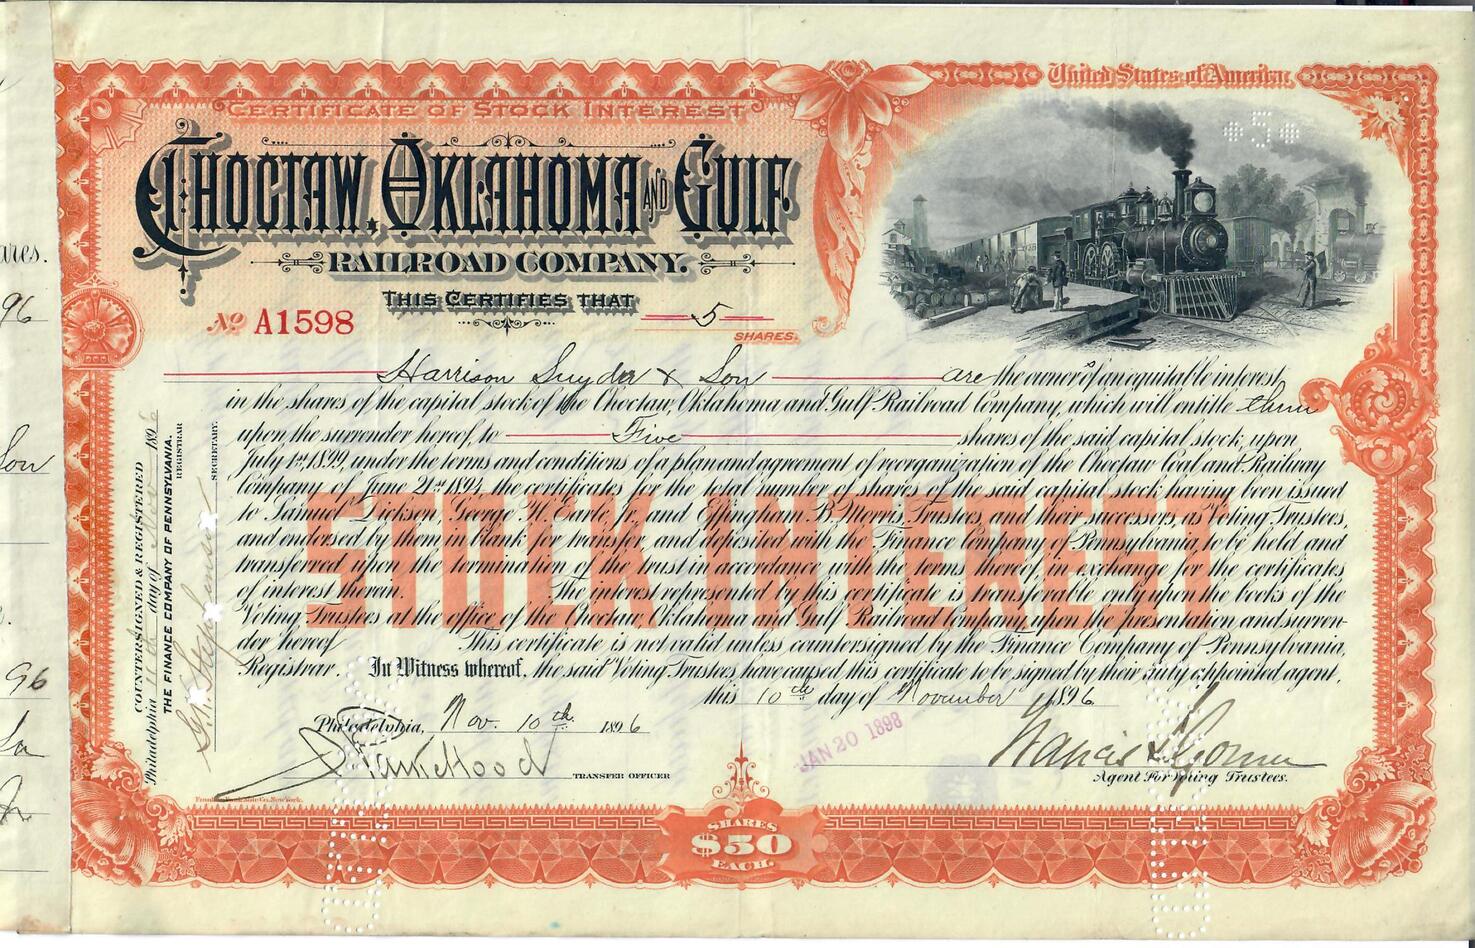 United States of America.
CERTIFICATE OF STOCK INTEREST
CHOCTAW, OKLAHOMA AND GULF
RAILROAD COMPANY.
THIS CERTIFIES THAT
No A1598
5
SHARES.
*5*
Harrison Snyder & Son are the owner of an equitable interest
in the shares of the capital stock of the Choctaw, Oklahoma and Gulf Railroad Company, which will entitle them
upon the surrender hereof, to Five shares of the said capital stock, upon
July 1st, 1899, under the terms and conditions of a plan and agreement of reorganization of the Choctaw Coal and Railway
Company of June 21st 1894, the certificates for the total number of shares of the said capital stock having been issued
to Samuel Dickson, George H. Earle, Jr., and Effingham B. Morris, Trustees, and their successors, as Voting Trustees,
and endorsed by them in blank for transfer, and deposited with the Finance Company of Pennsylvania, to be held and
transferred upon the termination of the trust in accordance with the terms thereof, in exchange for the certificates
of interest therein. The interest represented by this certificate is transferable only upon the books of the
Voting Trustees at the office of the Choctaw, Oklahoma and Gulf Railroad Company, upon the presentation and surren-
der hereof. This certificate is not valid unless countersigned by the Finance Company of Pennsylvania,
Registrar. In Witness whereof, the said Voting Trustees have caused this certificate to be signed by their duly appointed agent,
this 10th day of November 1896
STOCK INTEREST
Philadelphia, Nov. 10th 1896
TRANSFER OFFICER
JAN 20 1898
Agent For Voting Trustees.
COUNTERSIGNED & REGISTERED
Philadelphia 11th day of Nov 1896
THE FINANCE COMPANY OF PENNSYLVANIA.
REGISTRAR
SECRETARY.
SHARES
$50
EACH.
ares.
96
Son
96